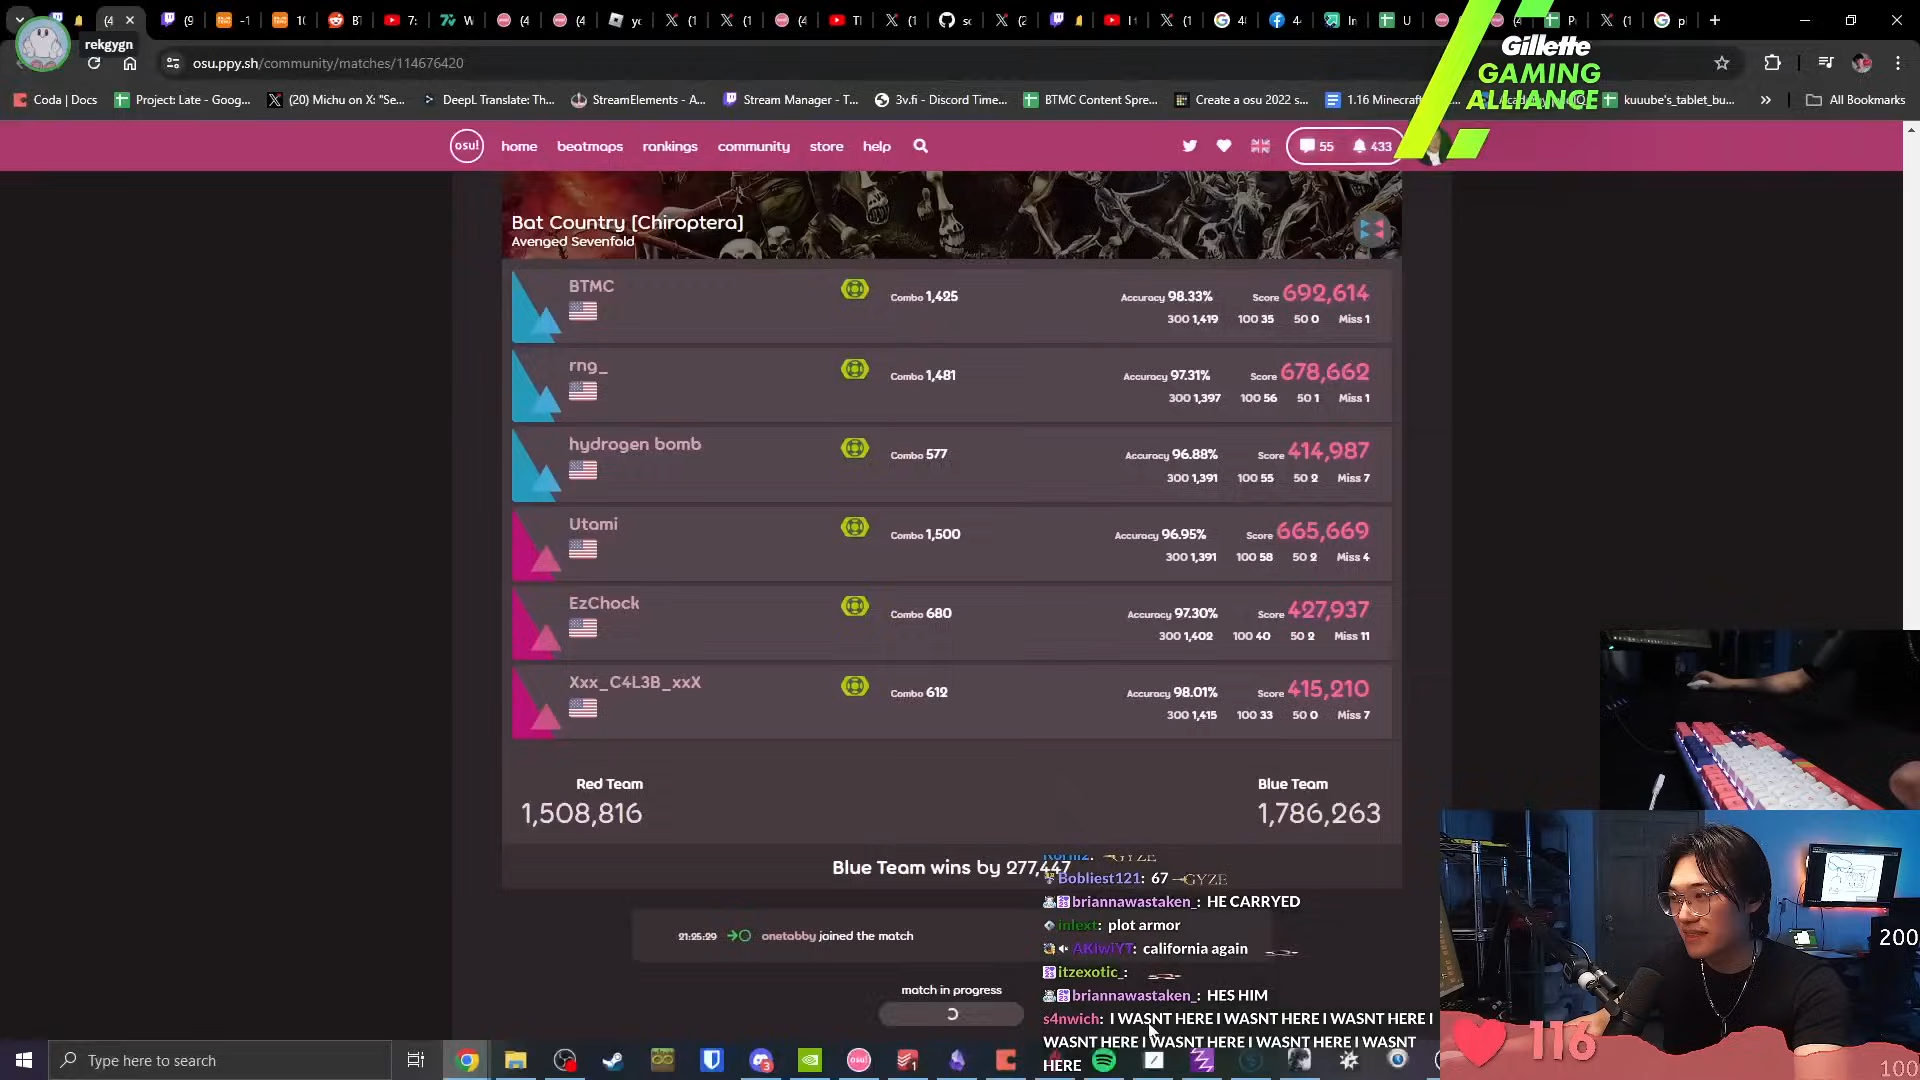 rekgygn
osu.ppy.sh/community/matches/114676420
Gillette
GAMING
ALLIANCE
Coda | Docs
Project: Late - Goog...
(20) Michu on X: "Se...
DeepL Translate: Th...
StreamElements - A...
Stream Manager - T...
3v.fi - Discord Time...
BTMC Content Spre...
Create a osu 2022 s...
1.16 Minecraft
kuuube's_tablet_bu...
All Bookmarks
osu!
home
beatmaps
rankings
community
store
help
55
433
Bat Country [Chiroptera]
Avenged Sevenfold
BTMC
Combo 1,425
Accuracy 98.33%
Score 692,614
300 1,419 100 35 50 0 Miss 1
rng_
Combo 1,481
Accuracy 97.31%
Score 678,662
300 1,397 100 56 50 1 Miss 1
hydrogen bomb
Combo 577
Accuracy 96.88%
Score 414,987
300 1,391 100 55 50 2 Miss 7
Utami
Combo 1,500
Accuracy 96.95%
Score 665,669
300 1,391 100 58 50 2 Miss 4
EzChock
Combo 680
Accuracy 97.30%
Score 427,937
300 1,402 100 40 50 2 Miss 11
Xxx_C4L3B_xxX
Combo 612
Accuracy 98.01%
Score 415,210
300 1,415 100 33 50 0 Miss 7
Red Team
1,508,816
Blue Team
1,786,263
Blue Team wins by 277,447
21:25:29 onetabby joined the match
match in progress
GYZE
Bobliest121: 67 GYZE
briannawastaken_: HE CARRYED
inlext: plot armor
AKiwiYT: california again
itzexotic_:
briannawastaken_: HES HIM
s4nwich: I WASNT HERE I WASNT HERE I WASNT HERE I
WASNT HERE I WASNT HERE I WASNT HERE I WASNT
HERE
200
116
100
Type here to search